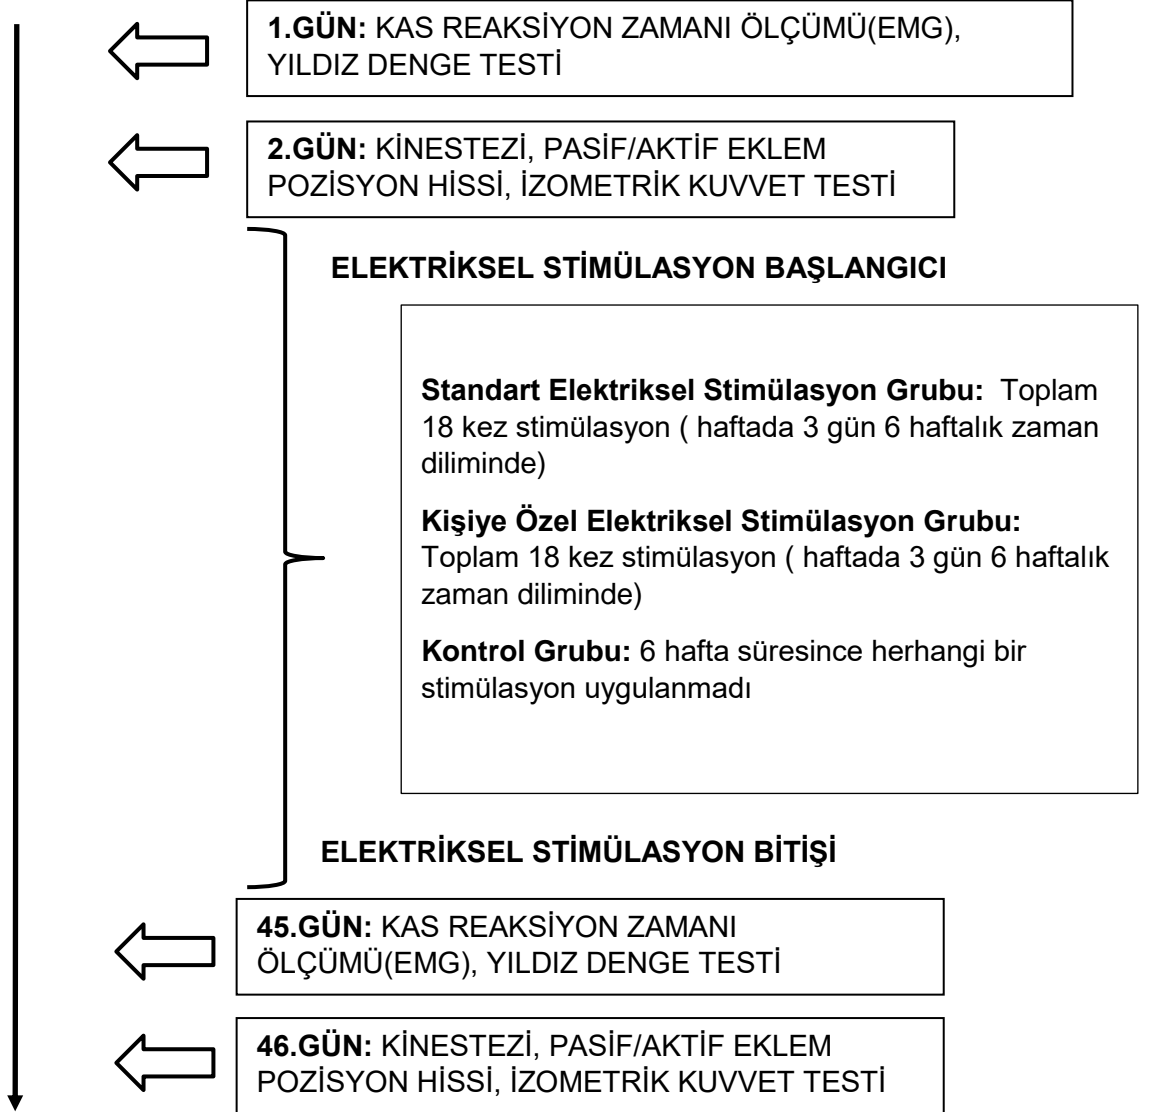 1.GÜN: KAS REAKSİYON ZAMANI ÖLÇÜMÜ(EMG),
YILDIZ DENGE TESTİ
2.GÜN: KİNESTEZİ, PASİF/AKTİF EKLEM
POZİSYON HİSSİ, İZOMETRİK KUVVET TESTİ
ELEKTRİKSEL STİMÜLASYON BAŞLANGICI
Standart Elektriksel Stimülasyon Grubu: Toplam
18 kez stimülasyon ( haftada 3 gün 6 haftalık zaman
diliminde)
Kişiye Özel Elektriksel Stimülasyon Grubu:
Toplam 18 kez stimülasyon ( haftada 3 gün 6 haftalık
zaman diliminde)
Kontrol Grubu: 6 hafta süresince herhangi bir
stimülasyon uygulanmadı
ELEKTRİKSEL STİMÜLASYON BİTİŞİ
45.GÜN: KAS REAKSİYON ZAMANI
ÖLÇÜMÜ(EMG), YILDIZ DENGE TESTİ
46.GÜN: KİNESTEZİ, PASİF/AKTİF EKLEM
POZİSYON HİSSİ, İZOMETRİK KUVVET TESTİ